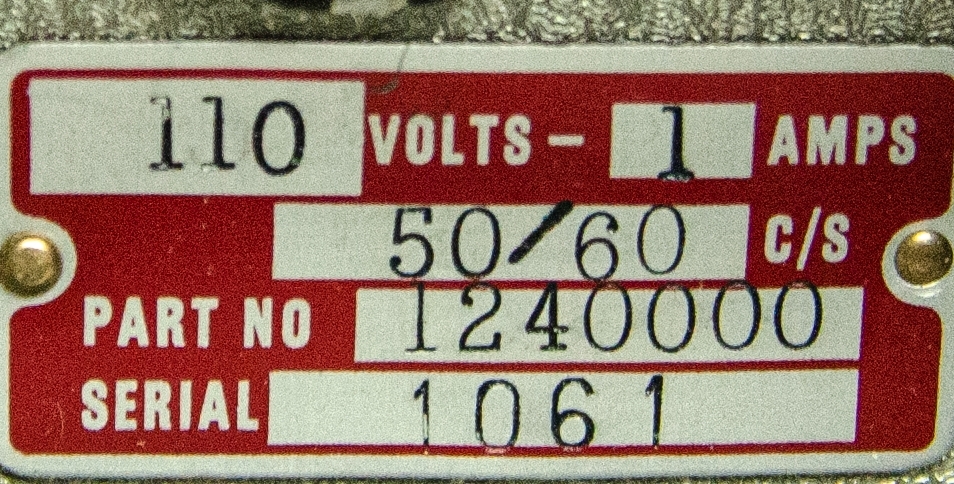 110 VOLTS - 1 AMPS
50/60 C/S
PART NO 1240000
SERIAL 1061